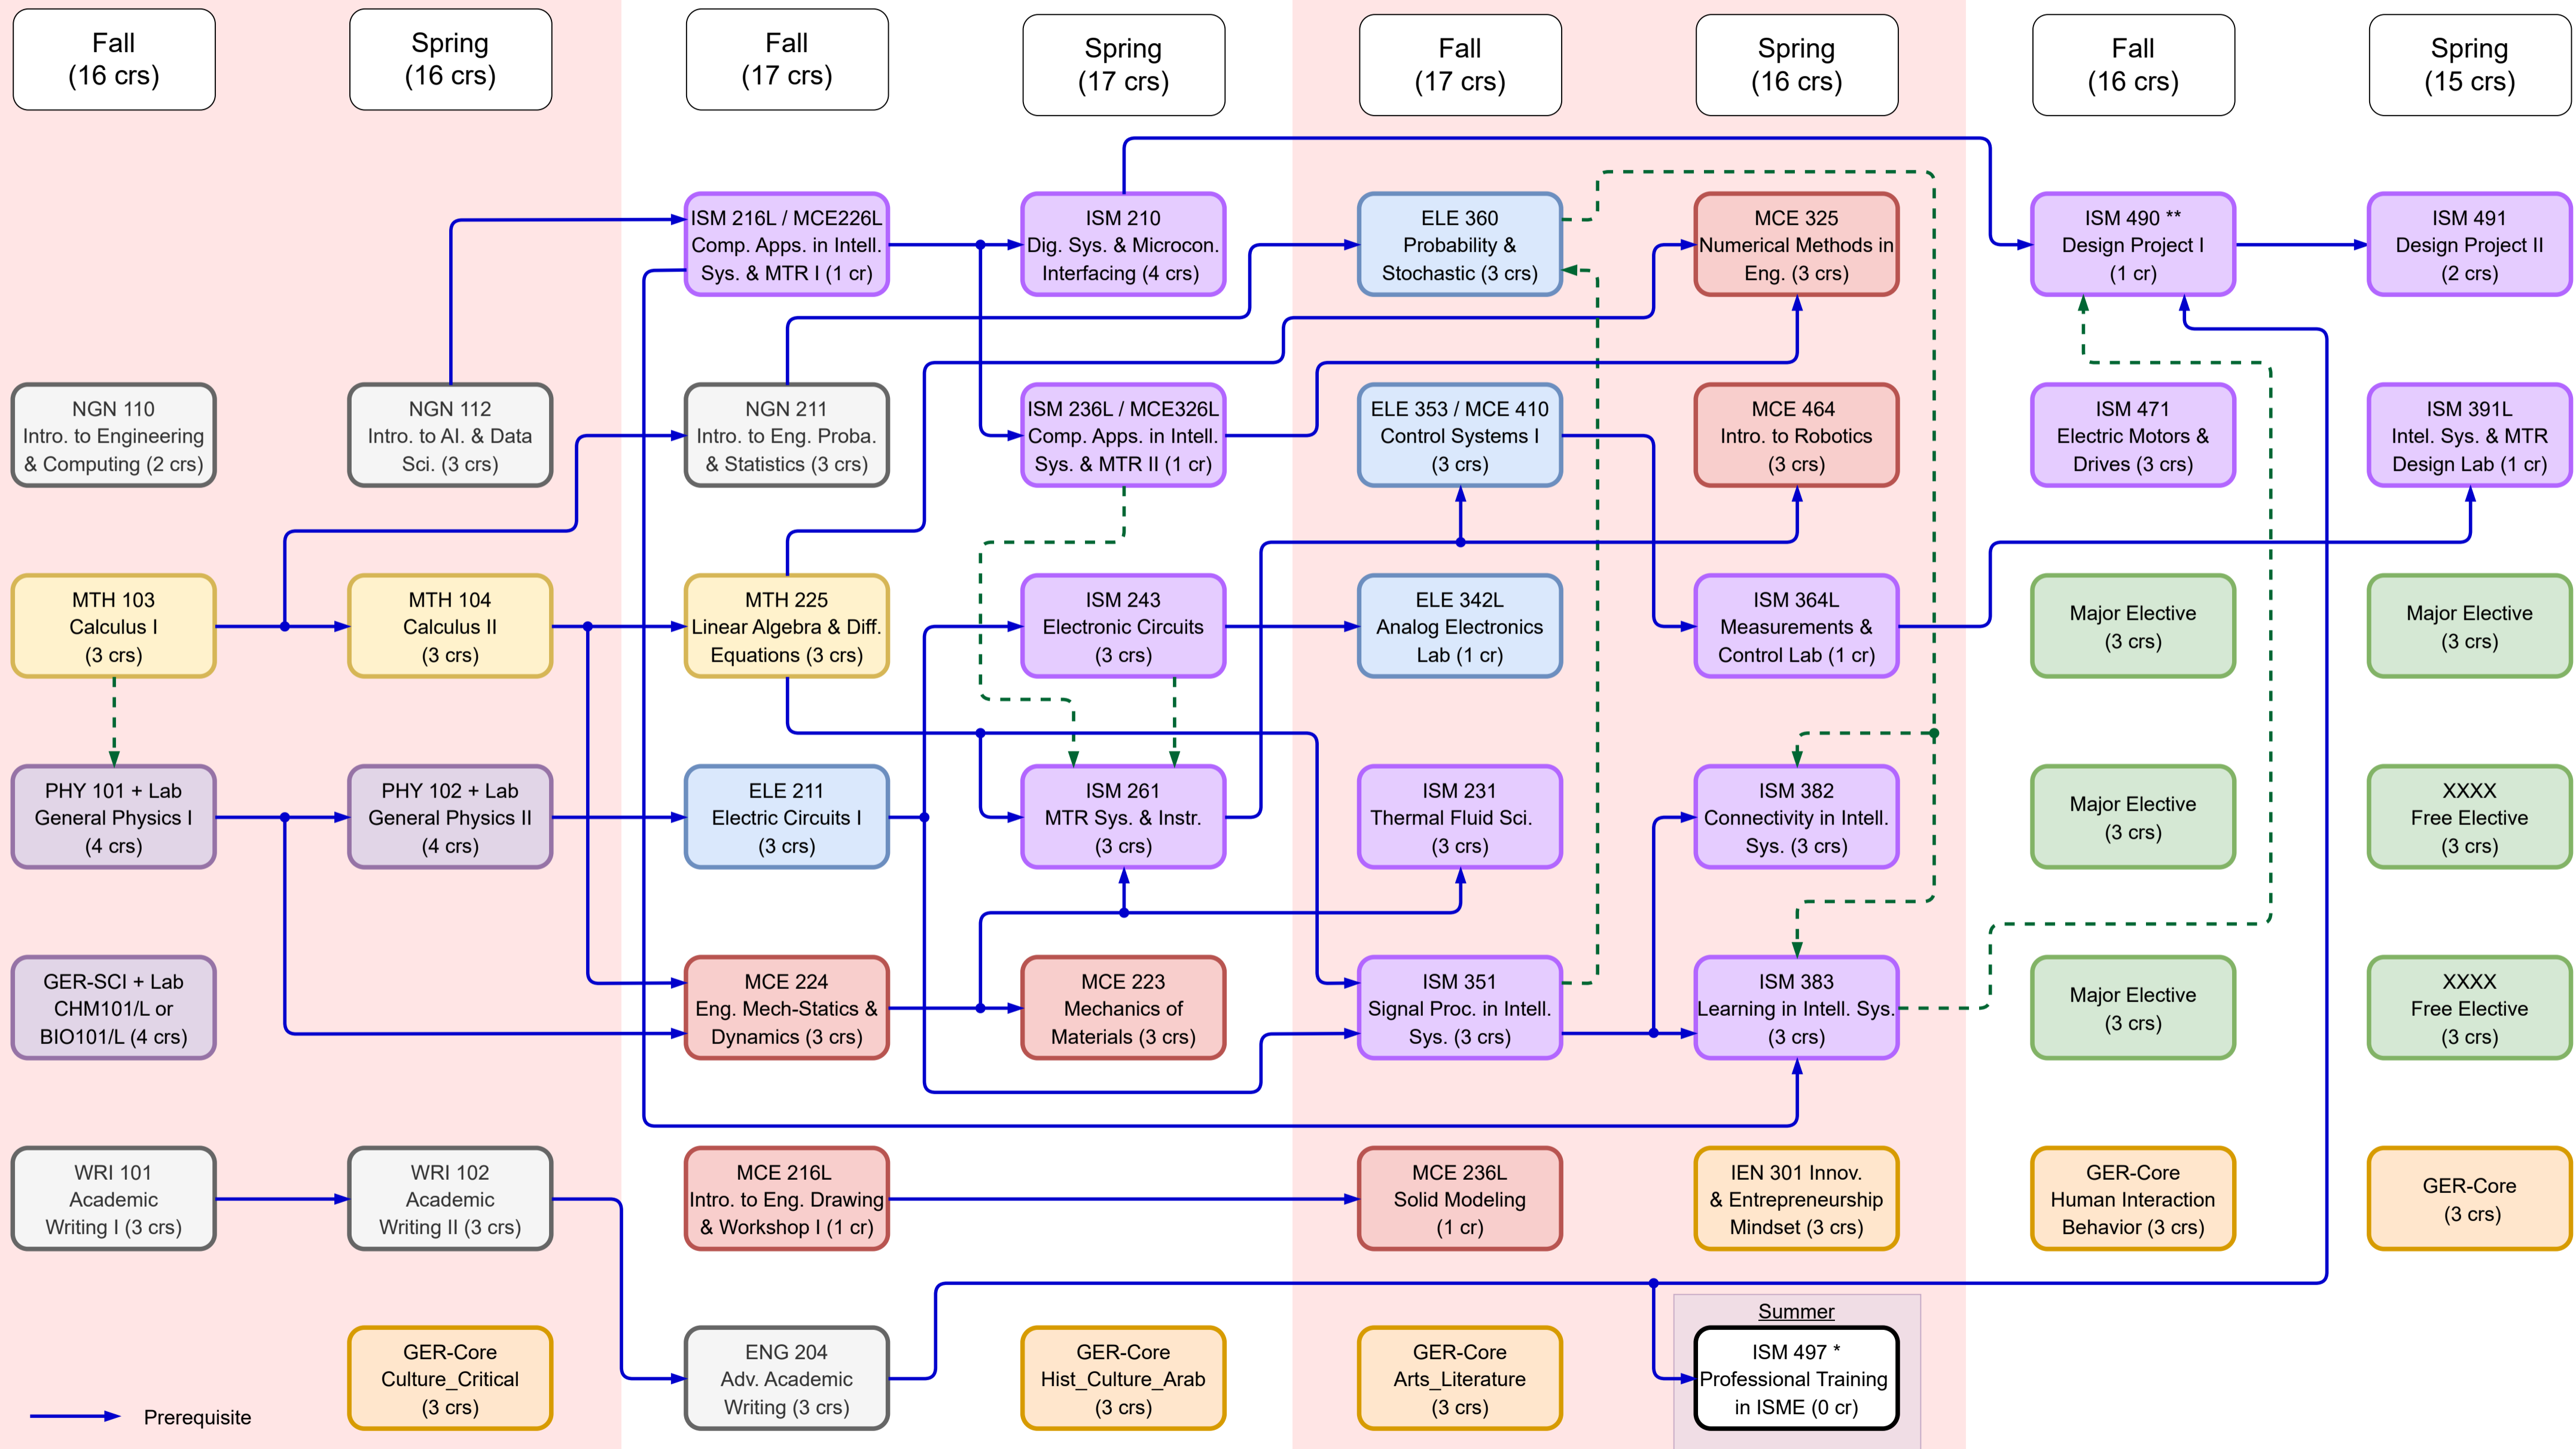 Fall
(16 crs)
Spring
(16 crs)
Fall
(17 crs)
Spring
(17 crs)
Fall
(17 crs)
Spring
(16 crs)
Fall
(16 crs)
Spring
(15 crs)
ISM 216L / MCE226L
Comp. Apps. in Intell.
Sys. & MTR I (1 cr)
ISM 210
Dig. Sys. & Microcon.
Interfacing (4 crs)
ELE 360
Probability &
Stochastic (3 crs)
MCE 325
Numerical Methods in
Eng. (3 crs)
ISM 490 **
Design Project I
(1 cr)
ISM 491
Design Project II
(2 crs)
NGN 110
Intro. to Engineering
& Computing (2 crs)
NGN 112
Intro. to AI. & Data
Sci. (3 crs)
NGN 211
Intro. to Eng. Proba.
& Statistics (3 crs)
ISM 236L / MCE326L
Comp. Apps. in Intell.
Sys. & MTR II (1 cr)
ELE 353 / MCE 410
Control Systems I
(3 crs)
MCE 464
Intro. to Robotics
(3 crs)
ISM 471
Electric Motors &
Drives (3 crs)
ISM 391L
Intel. Sys. & MTR
Design Lab (1 cr)
MTH 103
Calculus I
(3 crs)
MTH 104
Calculus II
(3 crs)
MTH 225
Linear Algebra & Diff.
Equations (3 crs)
ISM 243
Electronic Circuits
(3 crs)
ELE 342L
Analog Electronics
Lab (1 cr)
ISM 364L
Measurements &
Control Lab (1 cr)
Major Elective
(3 crs)
Major Elective
(3 crs)
PHY 101 + Lab
General Physics I
(4 crs)
PHY 102 + Lab
General Physics II
(4 crs)
ELE 211
Electric Circuits I
(3 crs)
ISM 261
MTR Sys. & Instr.
(3 crs)
ISM 231
Thermal Fluid Sci.
(3 crs)
ISM 382
Connectivity in Intell.
Sys. (3 crs)
Major Elective
(3 crs)
XXXX
Free Elective
(3 crs)
GER-SCI + Lab
CHM101/L or
BIO101/L (4 crs)
MCE 224
Eng. Mech-Statics &
Dynamics (3 crs)
MCE 223
Mechanics of
Materials (3 crs)
ISM 351
Signal Proc. in Intell.
Sys. (3 crs)
ISM 383
Learning in Intell. Sys.
(3 crs)
Major Elective
(3 crs)
XXXX
Free Elective
(3 crs)
WRI 101
Academic
Writing I (3 crs)
WRI 102
Academic
Writing II (3 crs)
MCE 216L
Intro. to Eng. Drawing
& Workshop I (1 cr)
MCE 236L
Solid Modeling
(1 cr)
IEN 301 Innov.
& Entrepreneurship
Mindset (3 crs)
GER-Core
Human Interaction
Behavior (3 crs)
GER-Core
(3 crs)
GER-Core
Culture_Critical
(3 crs)
ENG 204
Adv. Academic
Writing (3 crs)
GER-Core
Hist_Culture_Arab
(3 crs)
GER-Core
Arts_Literature
(3 crs)
Summer
ISM 497 *
Professional Training
in ISME (0 cr)
Prerequisite